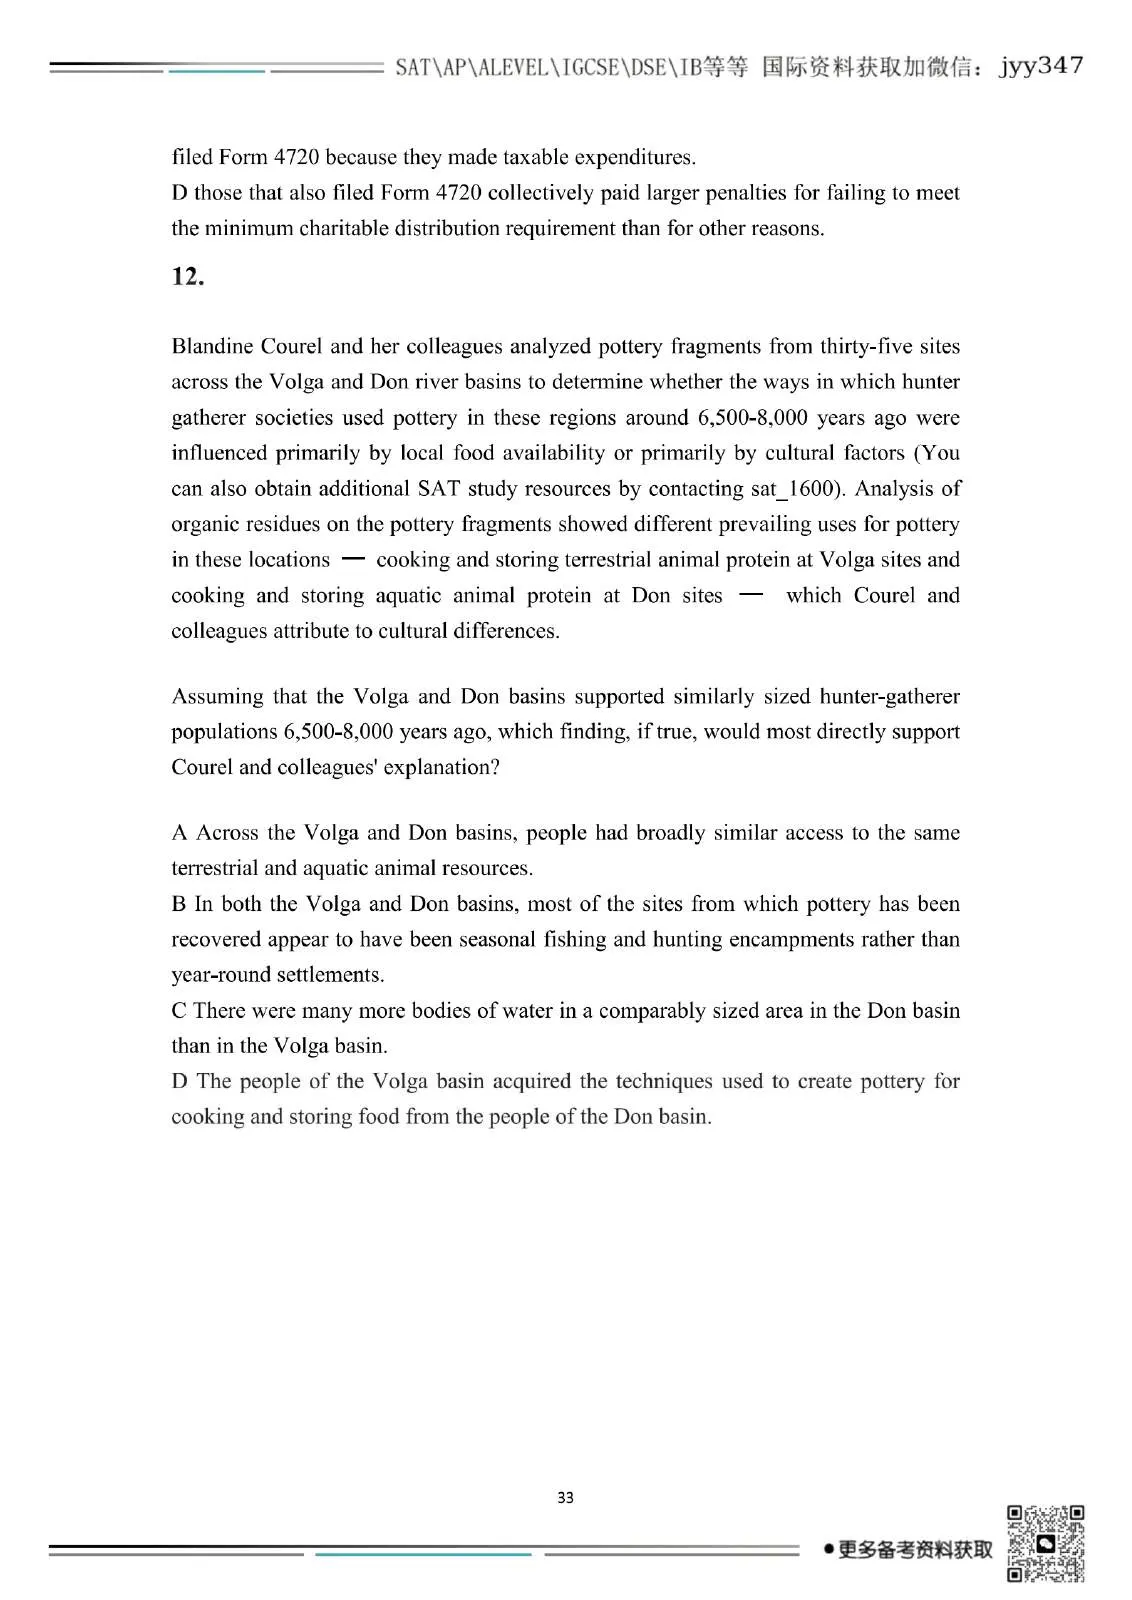 SAT\AP\ALEVEL\IGCSE\DSE\IB等等 国际资料获取加微信：jyy347
filed Form 4720 because they made taxable expenditures.
D those that also filed Form 4720 collectively paid larger penalties for failing to meet
the minimum charitable distribution requirement than for other reasons.
12.
Blandine Courel and her colleagues analyzed pottery fragments from thirty-five sites
across the Volga and Don river basins to determine whether the ways in which hunter
gatherer societies used pottery in these regions around 6,500-8,000 years ago were
influenced primarily by local food availability or primarily by cultural factors (You
can also obtain additional SAT study resources by contacting sat_1600). Analysis of
organic residues on the pottery fragments showed different prevailing uses for pottery
in these locations — cooking and storing terrestrial animal protein at Volga sites and
cooking and storing aquatic animal protein at Don sites — which Courel and
colleagues attribute to cultural differences.
Assuming that the Volga and Don basins supported similarly sized hunter-gatherer
populations 6,500-8,000 years ago, which finding, if true, would most directly support
Courel and colleagues' explanation?
A Across the Volga and Don basins, people had broadly similar access to the same
terrestrial and aquatic animal resources.
B In both the Volga and Don basins, most of the sites from which pottery has been
recovered appear to have been seasonal fishing and hunting encampments rather than
year-round settlements.
C There were many more bodies of water in a comparably sized area in the Don basin
than in the Volga basin.
D The people of the Volga basin acquired the techniques used to create pottery for
cooking and storing food from the people of the Don basin.
33
●更多备考资料获取